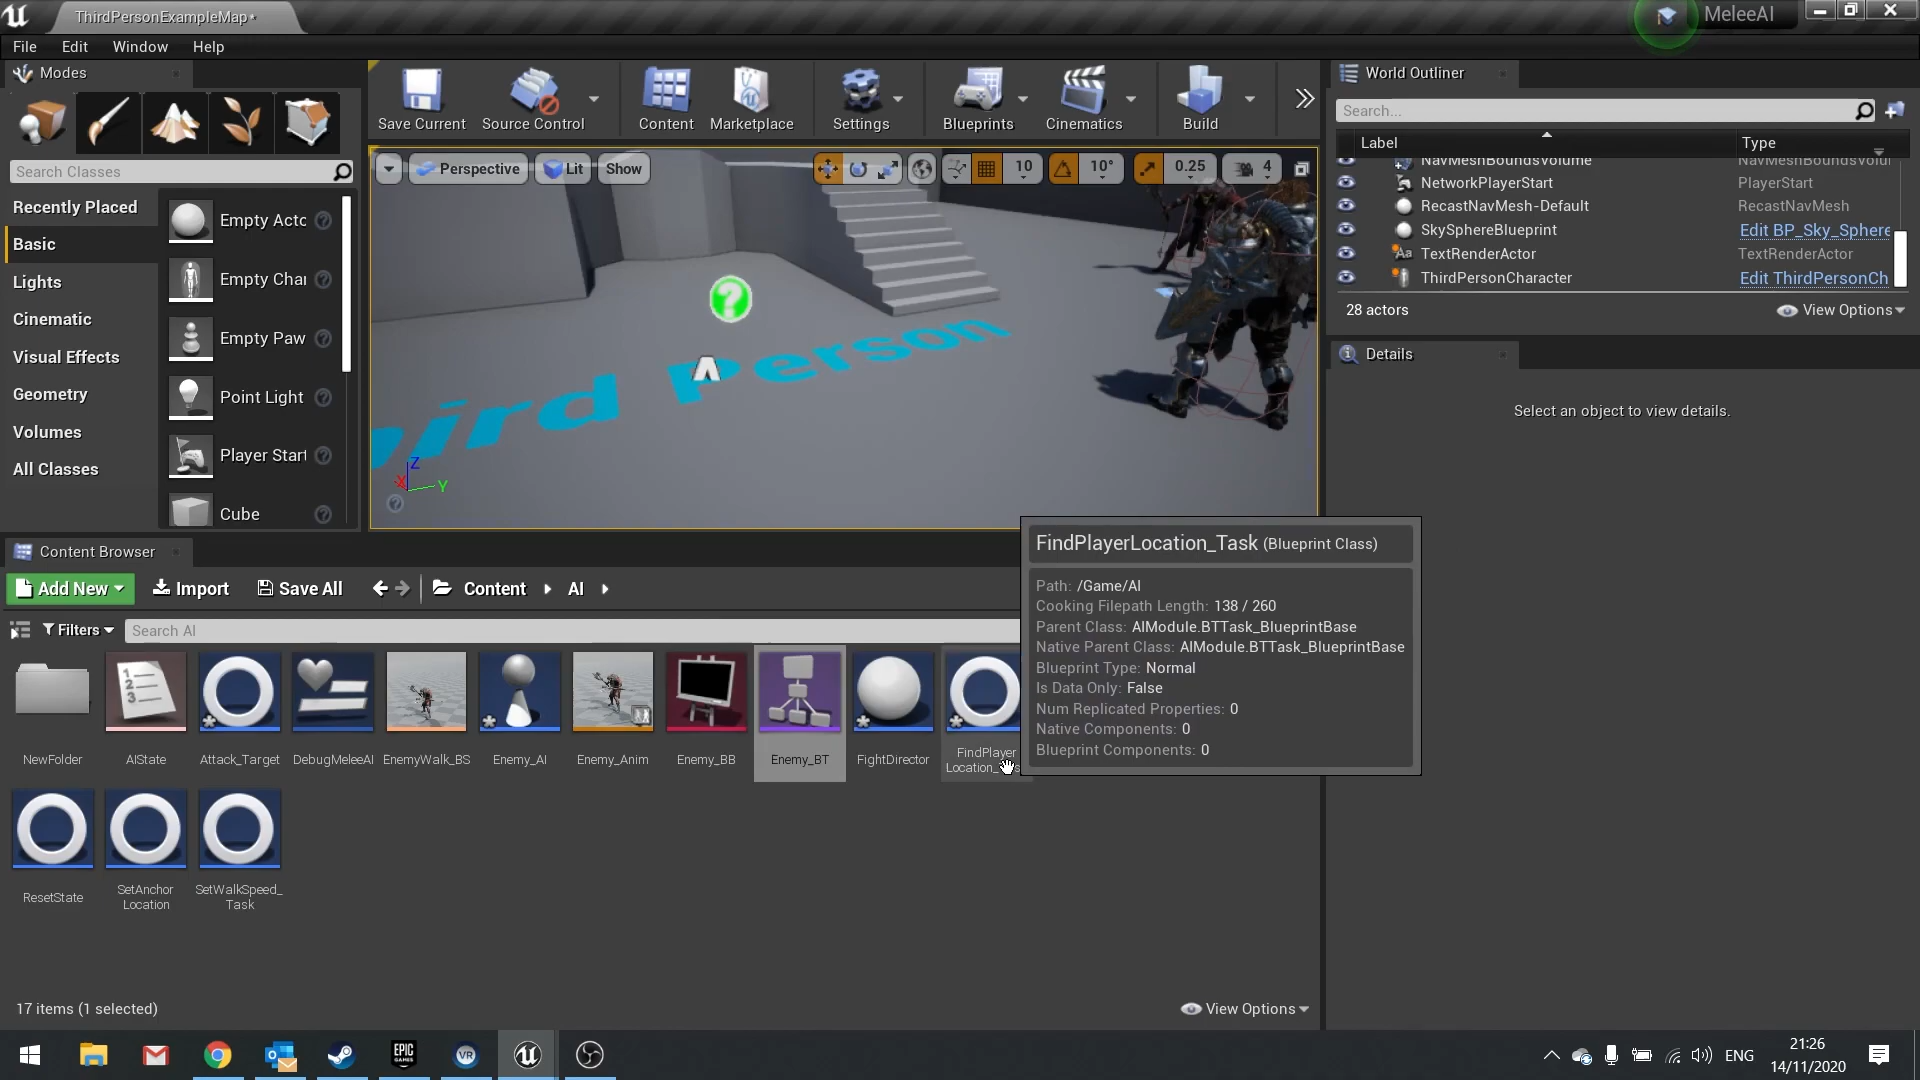 ThirdPersonExampleMap*
MeleeAI
File Edit Window Help
Modes
Save Current
Source Control
Content
Marketplace
Settings
Blueprints
Cinematics
Build
World Outliner
Search...
Label
Type
NavMeshBoundsVolume
NavMeshBoundsVolu
NetworkPlayerStart
PlayerStart
RecastNavMesh-Default
RecastNavMesh
SkySphereBlueprint
Edit BP_Sky_Sphere
TextRenderActor
TextRenderActor
ThirdPersonCharacter
Edit ThirdPersonCh
28 actors
View Options
Details
Select an object to view details.
Search Classes
Recently Placed
Basic
Lights
Cinematic
Visual Effects
Geometry
Volumes
All Classes
Empty Acto
Empty Char
Empty Paw
Point Light
Player Start
Cube
Perspective
Lit
Show
10
10°
0.25
4
hird Person
Z
X
Y
Content Browser
Add New
Import
Save All
Content
AI
Filters
Search AI
NewFolder
AIState
Attack_Target
DebugMeleeAI
EnemyWalk_BS
Enemy_AI
Enemy_Anim
Enemy_BB
Enemy_BT
FightDirector
FindPlayer
Location_
ResetState
SetAnchor
Location
SetWalkSpeed_
Task
FindPlayerLocation_Task (Blueprint Class)
Path: /Game/AI
Cooking Filepath Length: 138 / 260
Parent Class: AIModule.BTTask_BlueprintBase
Native Parent Class: AIModule.BTTask_BlueprintBase
Blueprint Type: Normal
Is Data Only: False
Num Replicated Properties: 0
Native Components: 0
Blueprint Components: 0
17 items (1 selected)
View Options
EPIC
GAMES
VR
ENG
21:26
14/11/2020